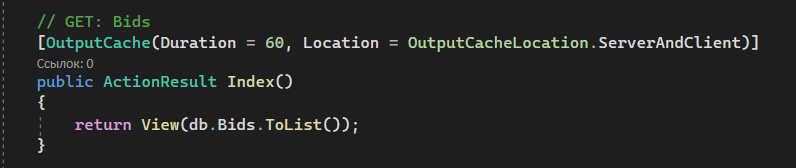 // GET: Bids
[OutputCache(Duration = 60, Location = OutputCacheLocation.ServerAndClient)]
Ссылок: 0
public ActionResult Index()
{
return View(db.Bids.ToList());
}